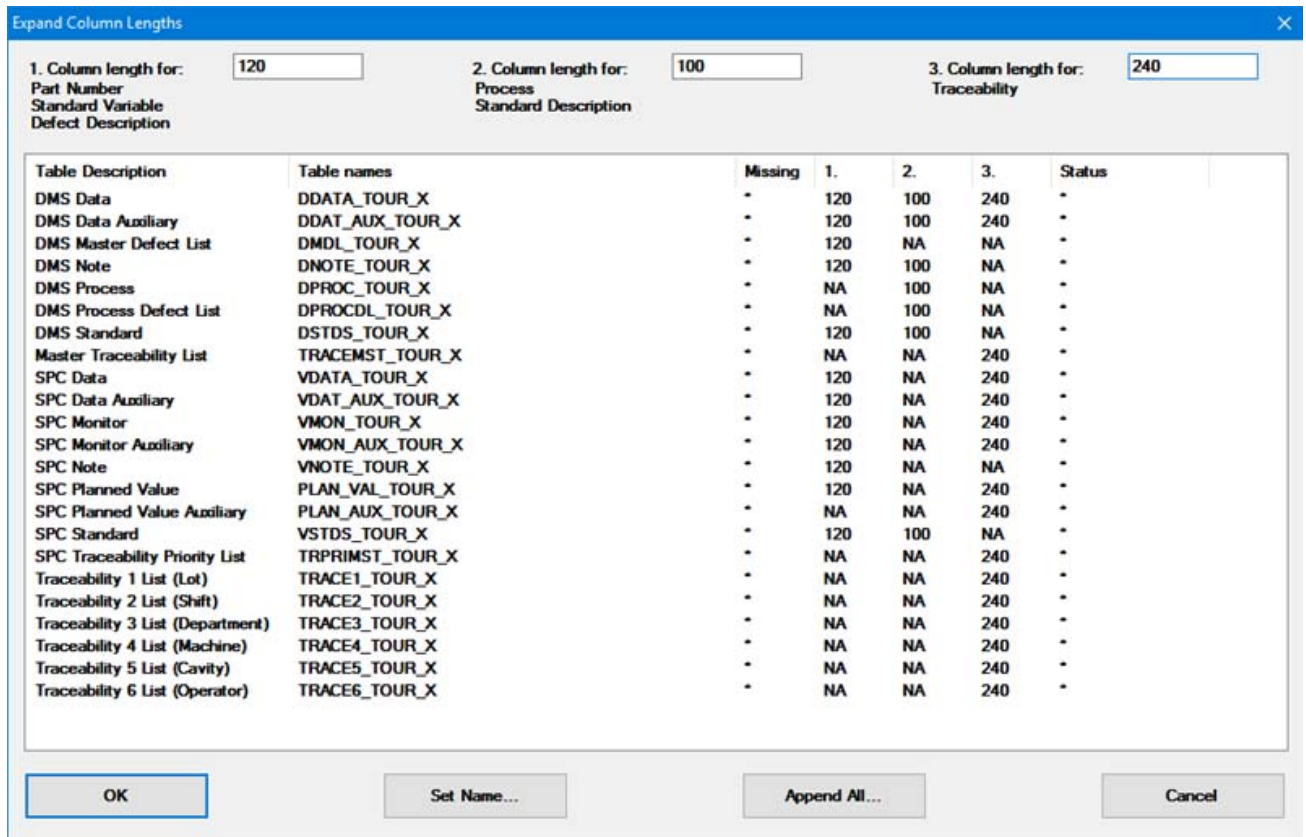 Expand Column Lengths
1. Column length for: 120 2. Column length for: 100 3. Column length for: 240
Part Number Process Traceability
Standard Variable Standard Description
Defect Description
Table Description Table names Missing 1. 2. 3. Status
DMS Data DDATA_TOUR_X * 120 100 240 *
DMS Data Auxiliary DDAT_AUX_TOUR_X * 120 100 240 *
DMS Master Defect List DMDL_TOUR_X * 120 NA NA *
DMS Note DNOTE_TOUR_X * 120 100 NA *
DMS Process DPROC_TOUR_X * NA 100 NA *
DMS Process Defect List DPROCDL_TOUR_X * NA 100 NA *
DMS Standard DSTDS_TOUR_X * 120 100 NA *
Master Traceability List TRACEMST_TOUR_X * NA NA 240 *
SPC Data VDATA_TOUR_X * 120 NA 240 *
SPC Data Auxiliary VDAT_AUX_TOUR_X * 120 NA 240 *
SPC Monitor VMON_TOUR_X * 120 NA 240 *
SPC Monitor Auxiliary VMON_AUX_TOUR_X * 120 NA 240 *
SPC Note VNOTE_TOUR_X * 120 NA NA *
SPC Planned Value PLAN_VAL_TOUR_X * 120 NA 240 *
SPC Planned Value Auxiliary PLAN_AUX_TOUR_X * NA NA 240 *
SPC Standard VSTDS_TOUR_X * 120 100 NA *
SPC Traceability Priority List TRPRIMST_TOUR_X * NA NA 240 *
Traceability 1 List (Lot) TRACE1_TOUR_X * NA NA 240 *
Traceability 2 List (Shift) TRACE2_TOUR_X * NA NA 240 *
Traceability 3 List (Department) TRACE3_TOUR_X * NA NA 240 *
Traceability 4 List (Machine) TRACE4_TOUR_X * NA NA 240 *
Traceability 5 List (Cavity) TRACE5_TOUR_X * NA NA 240 *
Traceability 6 List (Operator) TRACE6_TOUR_X * NA NA 240 *
OK Set Name... Append All... Cancel